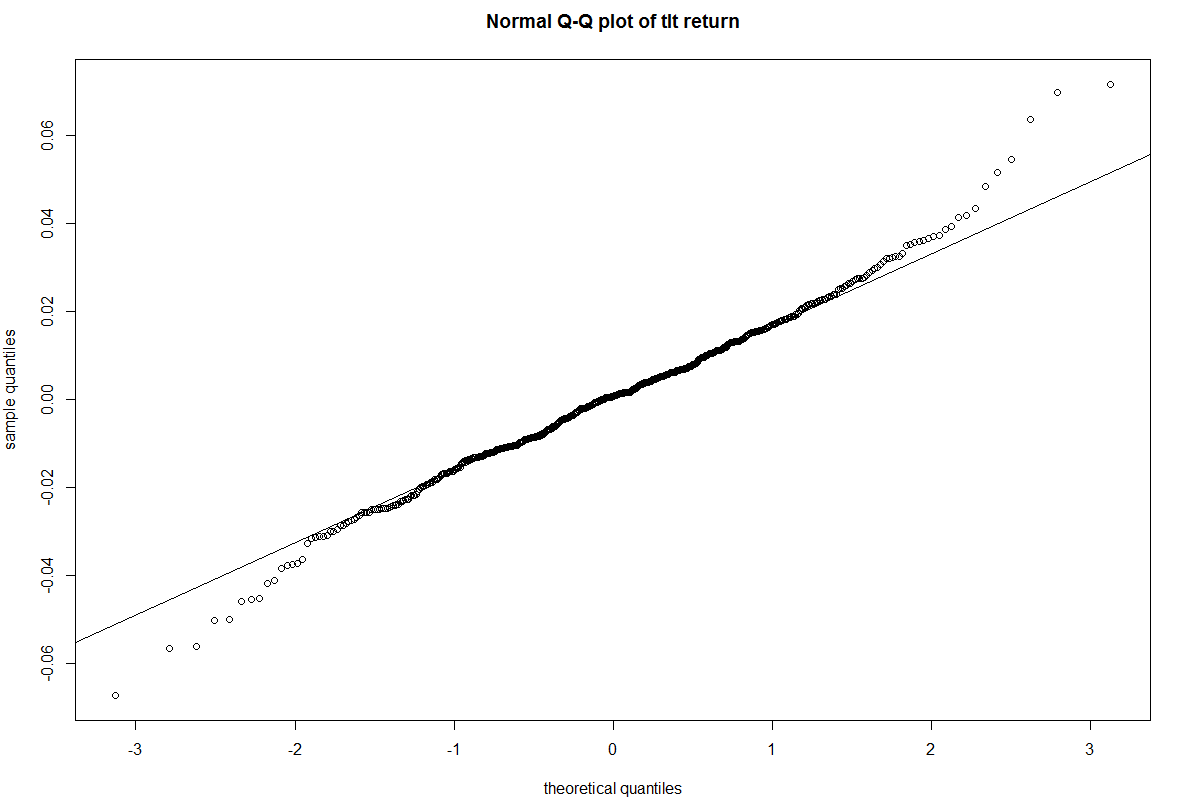 Normal Q-Q plot of tlt return
sample quantiles
0.06
0.04
0.02
0.00
-0.02
-0.04
-0.06
-3 -2 -1 0 1 2 3
theoretical quantiles